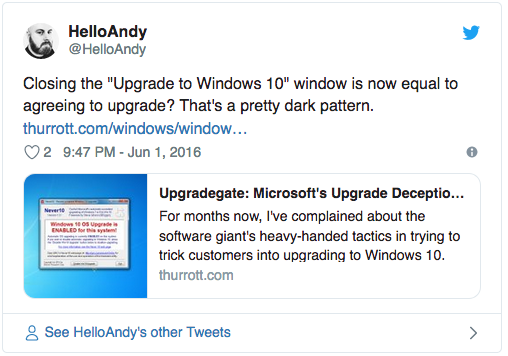 HelloAndy
@HelloAndy
Closing the "Upgrade to Windows 10" window is now equal to
agreeing to upgrade? That's a pretty dark pattern.
thurrott.com/windows/window…
2 9:47 PM - Jun 1, 2016
Never10
Windows 10 OS Upgrade is
ENABLED for this system!
Upgradegate: Microsoft's Upgrade Deceptio…
For months now, I've complained about the
software giant's heavy-handed tactics in trying to
trick customers into upgrading to Windows 10.
thurrott.com
See HelloAndy's other Tweets